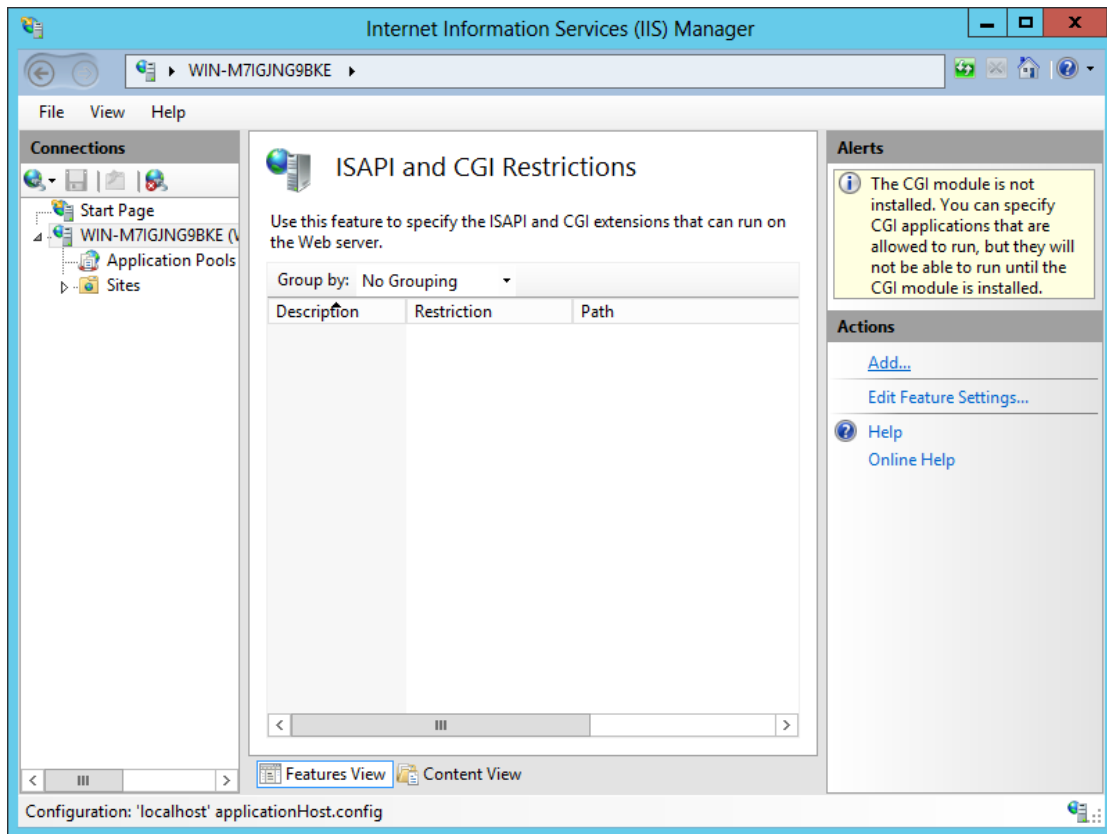 Internet Information Services (IIS) Manager
WIN-M7IGJNG9BKE
File View Help
Connections
Start Page
WIN-M7IGJNG9BKE (W
Application Pools
Sites
ISAPI and CGI Restrictions
Use this feature to specify the ISAPI and CGI extensions that can run on
the Web server.
Group by: No Grouping
Description Restriction Path
Features View Content View
Alerts
The CGI module is not
installed. You can specify
CGI applications that are
allowed to run, but they will
not be able to run until the
CGI module is installed.
Actions
Add...
Edit Feature Settings...
Help
Online Help
Configuration: 'localhost' applicationHost.config